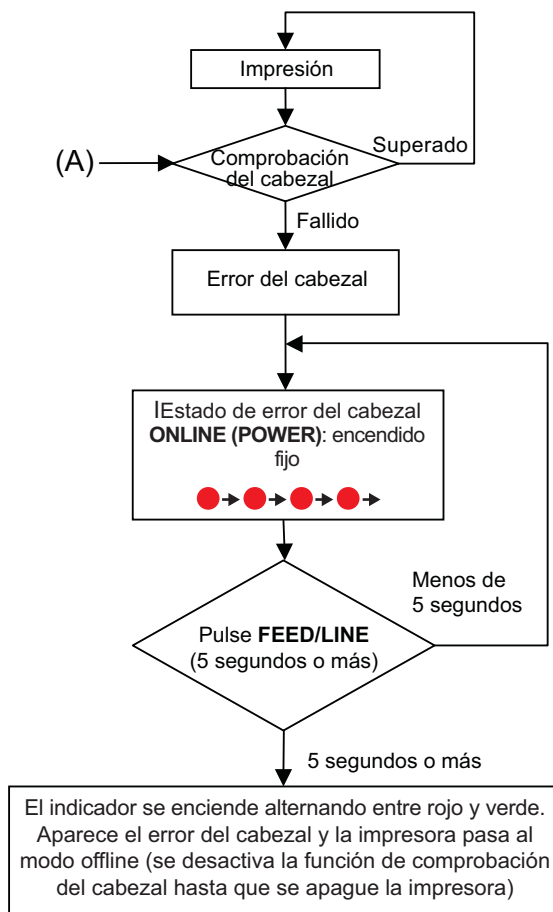 Impresión
(A)
Comprobación
del cabezal
Superado
Fallido
Error del cabezal
IEstado de error del cabezal
ONLINE (POWER): encendido
fijo
Menos de
5 segundos
Pulse FEED/LINE
(5 segundos o más)
5 segundos o más
El indicador se enciende alternando entre rojo y verde.
Aparece el error del cabezal y la impresora pasa al
modo offline (se desactiva la función de comprobación
del cabezal hasta que se apague la impresora)